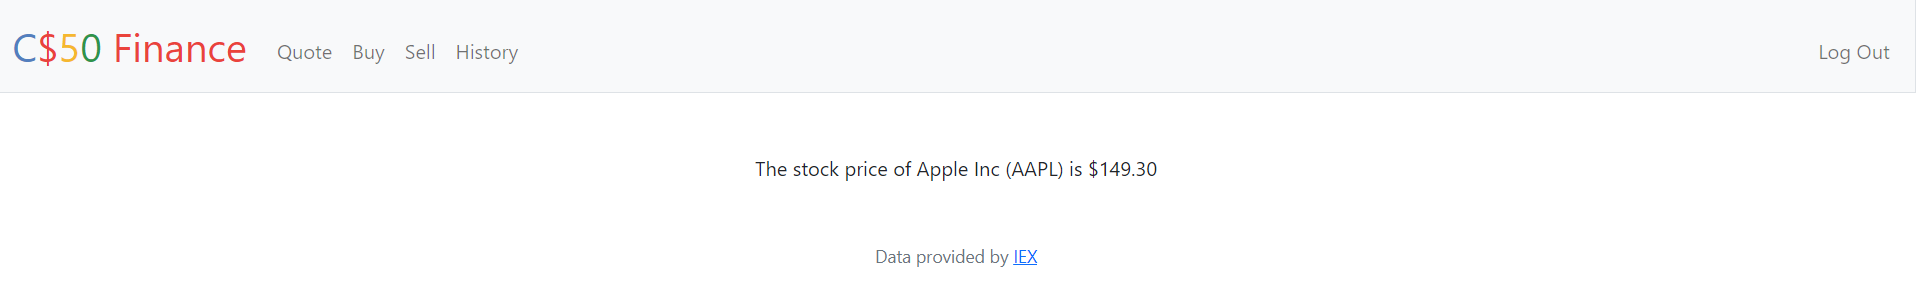 C$50 Finance Quote Buy Sell History Log Out
The stock price of Apple Inc (AAPL) is $149.30
Data provided by IEX